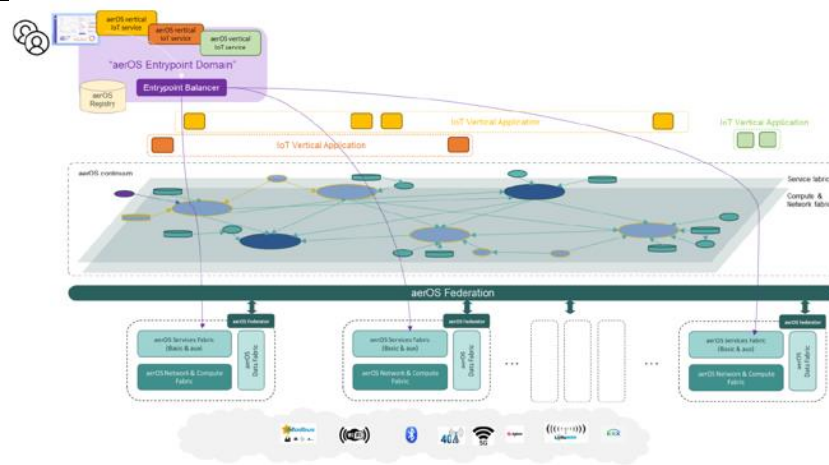 aerOS-vertical
IoT service
aerOS-vertical
IoT service
aerOS-vertical
IoT service
"aerOS Entrypoint Domain"
Entrypoint Balancer
aerOS
Registry
IoT Vertical Application
IoT Vertical Application
IoT Vertical Application
aerOS continuum
Service fabric
Compute &
Network fabric
aerOS Federation
aerOS Federation
aerOS Services Fabric
(Basic & aux)
aerOS Network & Compute
Fabric
aerOS
Data Fabric
aerOS Federation
aerOS Services Fabric
(Basic & aux)
aerOS Network & Compute
Fabric
aerOS
Data Fabric
...
...
aerOS Federation
aerOS Services Fabric
(Basic & aux)
aerOS Network & Compute
Fabric
aerOS
Data Fabric
Modbus
WiFi
4G
5G